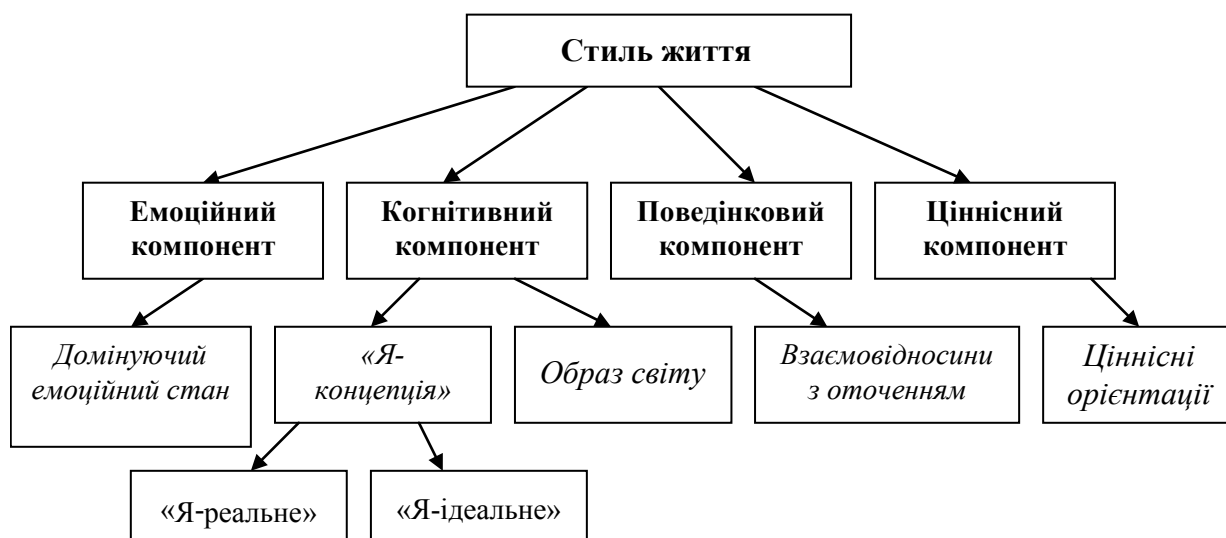 Стиль життя
Емоційний
компонент
Когнітивний
компонент
Поведінковий
компонент
Ціннісний
компонент
Домінуючий
емоційний стан
«Я-
концепція»
Образ світу
Взаємовідносини
з оточенням
Ціннісні
орієнтації
«Я-реальне»
«Я-ідеальне»